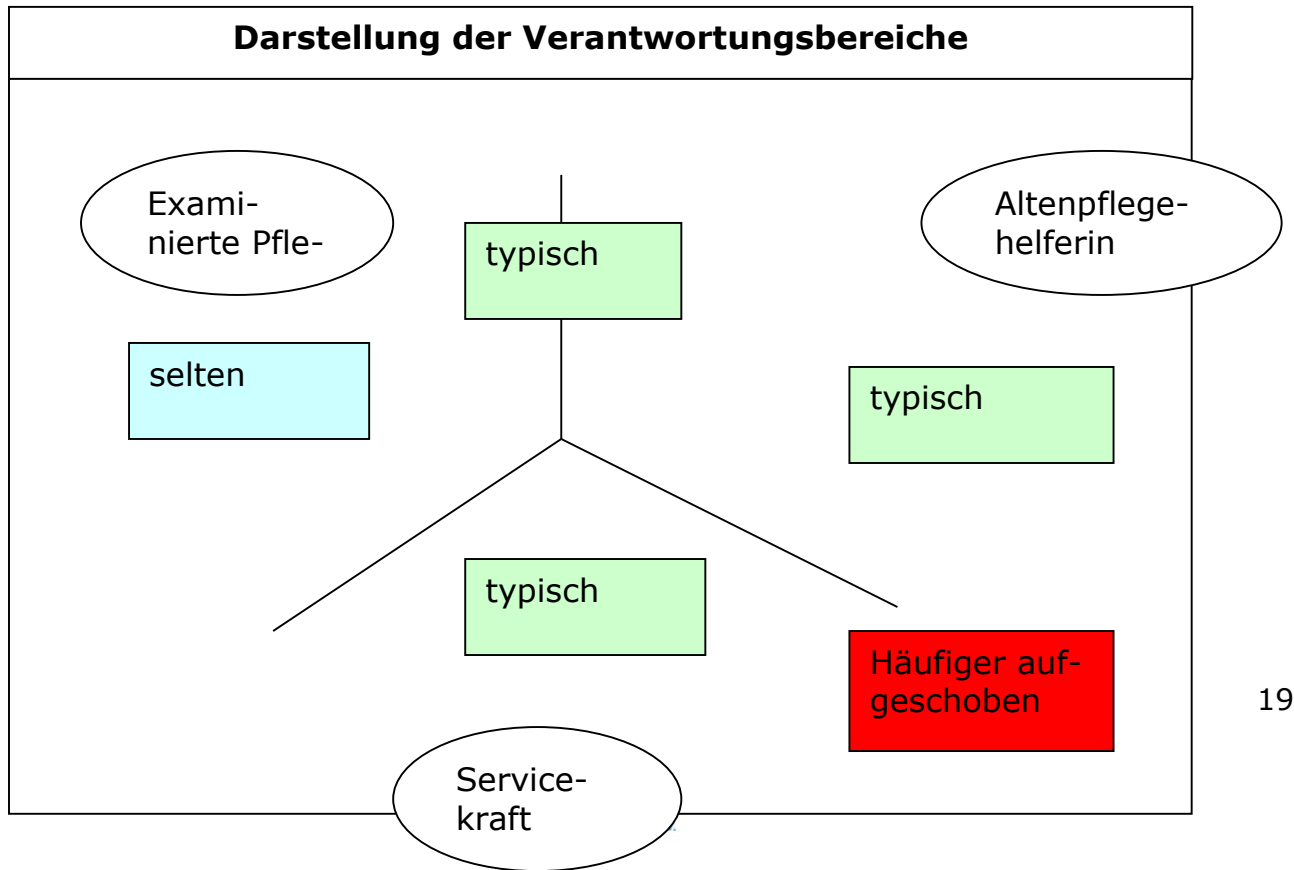 Darstellung der Verantwortungsbereiche
Exami-
nierte Pfle-
Altenpflege-
helferin
typisch
selten
typisch
typisch
Häufiger auf-
geschoben
19
Service-
kraft